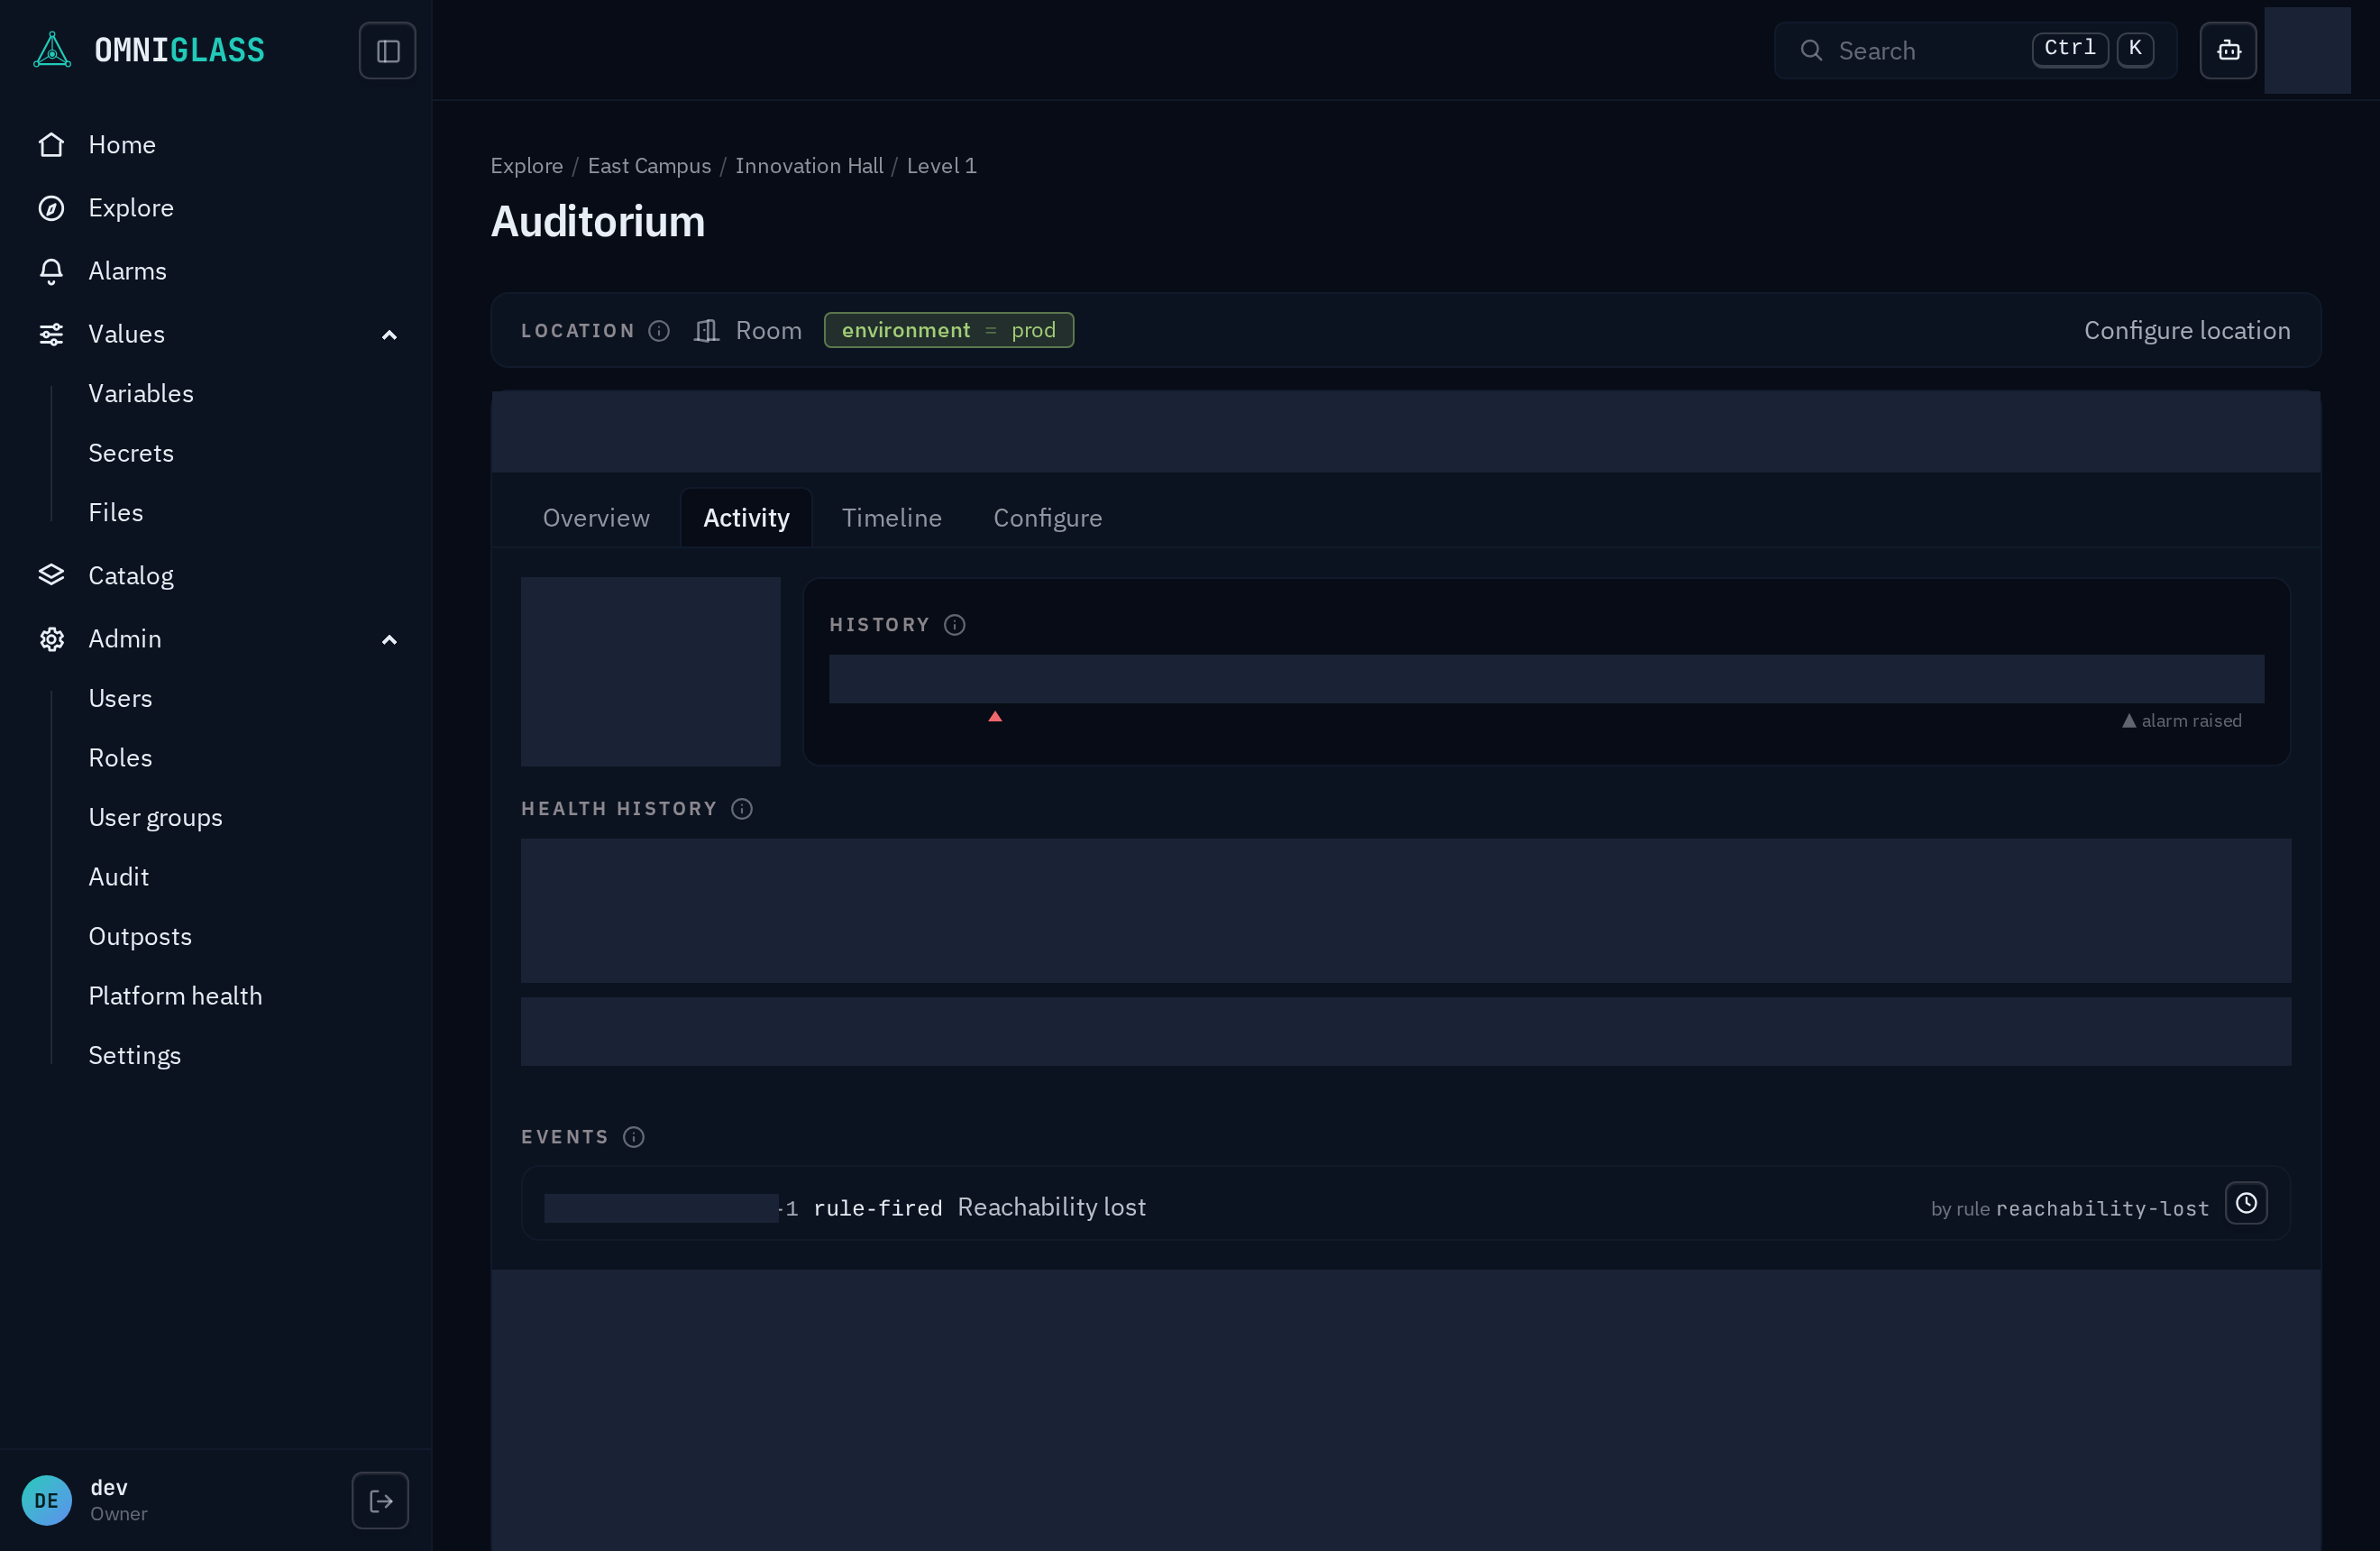 OMNIGLASS
Search Ctrl K
Home
Explore
Alarms
Values
Variables
Secrets
Files
Catalog
Admin
Users
Roles
User groups
Audit
Outposts
Platform health
Settings
DE dev
Owner
Explore / East Campus / Innovation Hall / Level 1
Auditorium
LOCATION Room environment = prod Configure location
Overview Activity Timeline Configure
HISTORY
alarm raised
HEALTH HISTORY
EVENTS
-1 rule-fired Reachability lost by rule reachability-lost